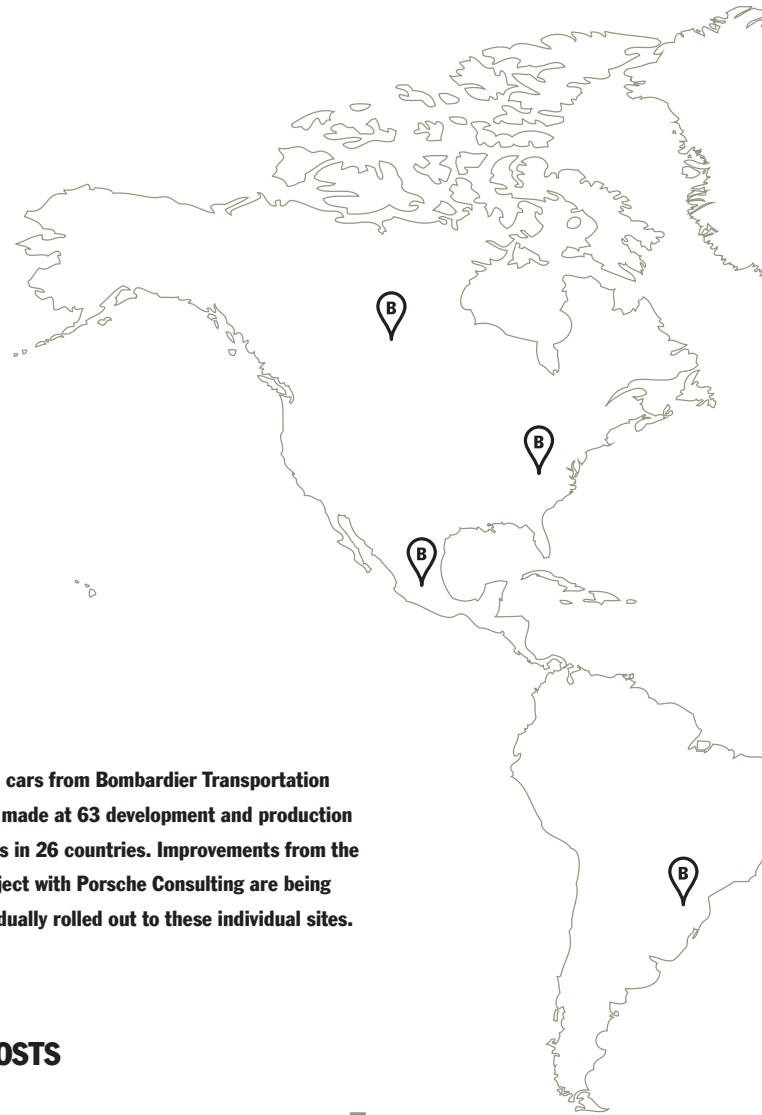 B
B
B
cars from Bombardier Transportation
made at 63 development and production
s in 26 countries. Improvements from the
ject with Porsche Consulting are being
dually rolled out to these individual sites.
B
OSTS